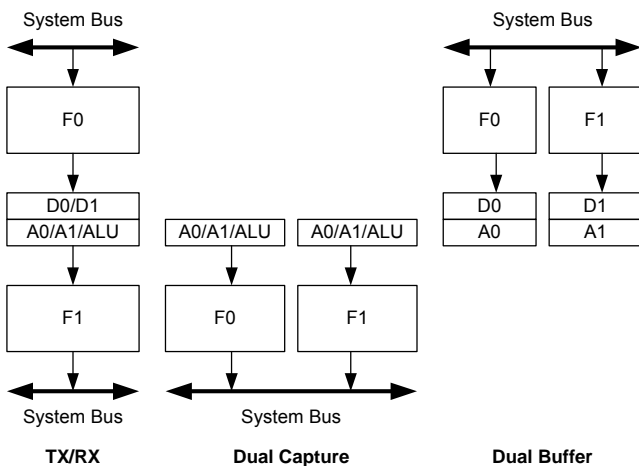 System Bus
System Bus
F0
F0
F1
D0/D1
A0/A1/ALU
D0
A0
D1
A1
A0/A1/ALU
A0/A1/ALU
F1
F0
F1
System Bus
System Bus
TX/RX
Dual Capture
Dual Buffer